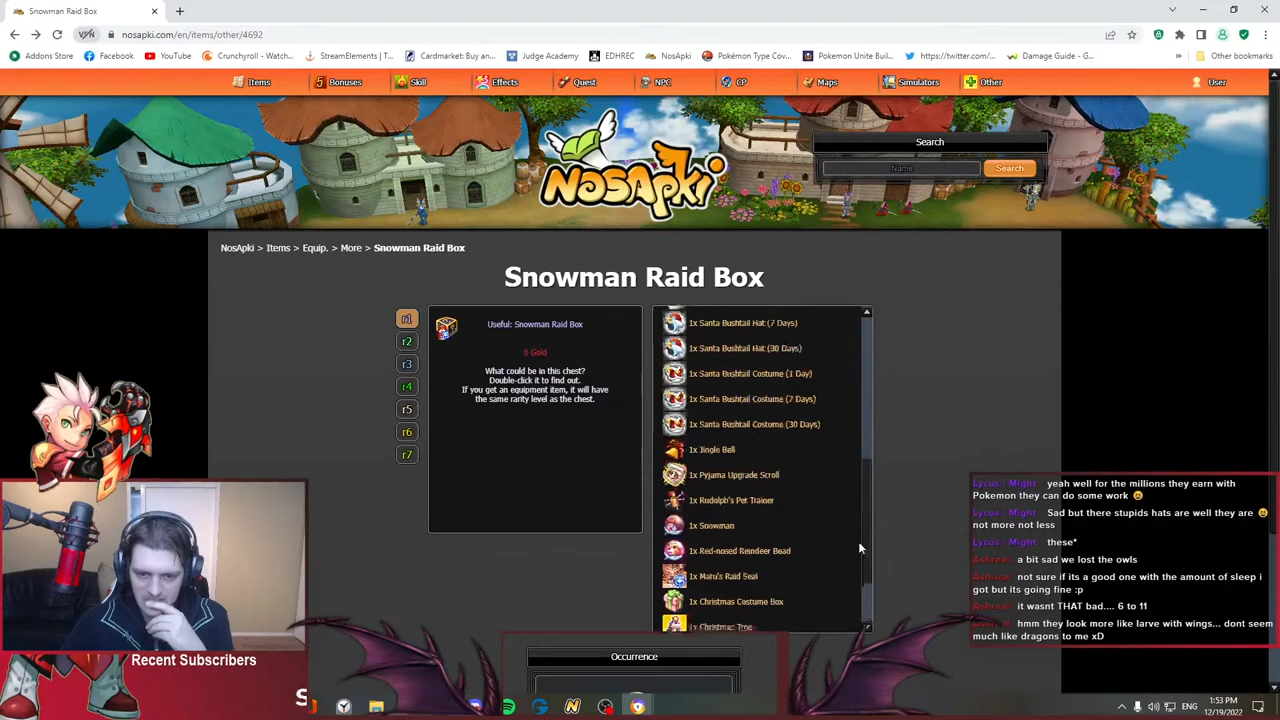 Snowman Raid Box
nosapki.com/en/items/other/4692
Addons Store
Facebook
YouTube
Crunchyroll - Watch...
StreamElements | T...
Cardmarket: Buy an...
Judge Academy
EDHREC
NosApki
Pokémon Type Cov...
Pokemon Unite Buil...
https://twitter.com/...
Damage Guide - G...
Other bookmarks
Items
Bonuses
Skill
Effects
Quest
NPC
CP
Maps
Simulators
Other
User
NosApki
Search
Name
Search
NosApki > Items > Equip. > More > Snowman Raid Box
Snowman Raid Box
r1
r2
r3
r4
r5
r6
r7
Useful: Snowman Raid Box
0 Gold
What could be in this chest?
Double-click it to find out.
If you get an equipment item, it will have
the same rarity level as the chest.
1x Santa Bushtail Hat (7 Days)
1x Santa Bushtail Hat (30 Days)
1x Santa Bushtail Costume (1 Day)
1x Santa Bushtail Costume (7 Days)
1x Santa Bushtail Costume (30 Days)
1x Jingle Bell
1x Pyjama Upgrade Scroll
1x Rudolph's Pet Trainer
1x Snowman
1x Red-nosed Reindeer Bead
1x Maru's Raid Seal
1x Christmas Costume Box
1x Christmas Tree
Occurrence
Lycus | Might yeah well for the millions they earn with
Pokemon they can do some work
Lycus | Might Sad but there stupids hats are well they are
not more not less
Lycus | Might these*
Ashreal a bit sad we lost the owls
Ashreal not sure if its a good one with the amount of sleep i
got but its going fine :p
Ashreal it wasnt THAT bad.... 6 to 11
hmm they look more like larve with wings... dont seem
much like dragons to me xD
Recent Subscribers
S
ENG
1:53 PM
12/19/2022